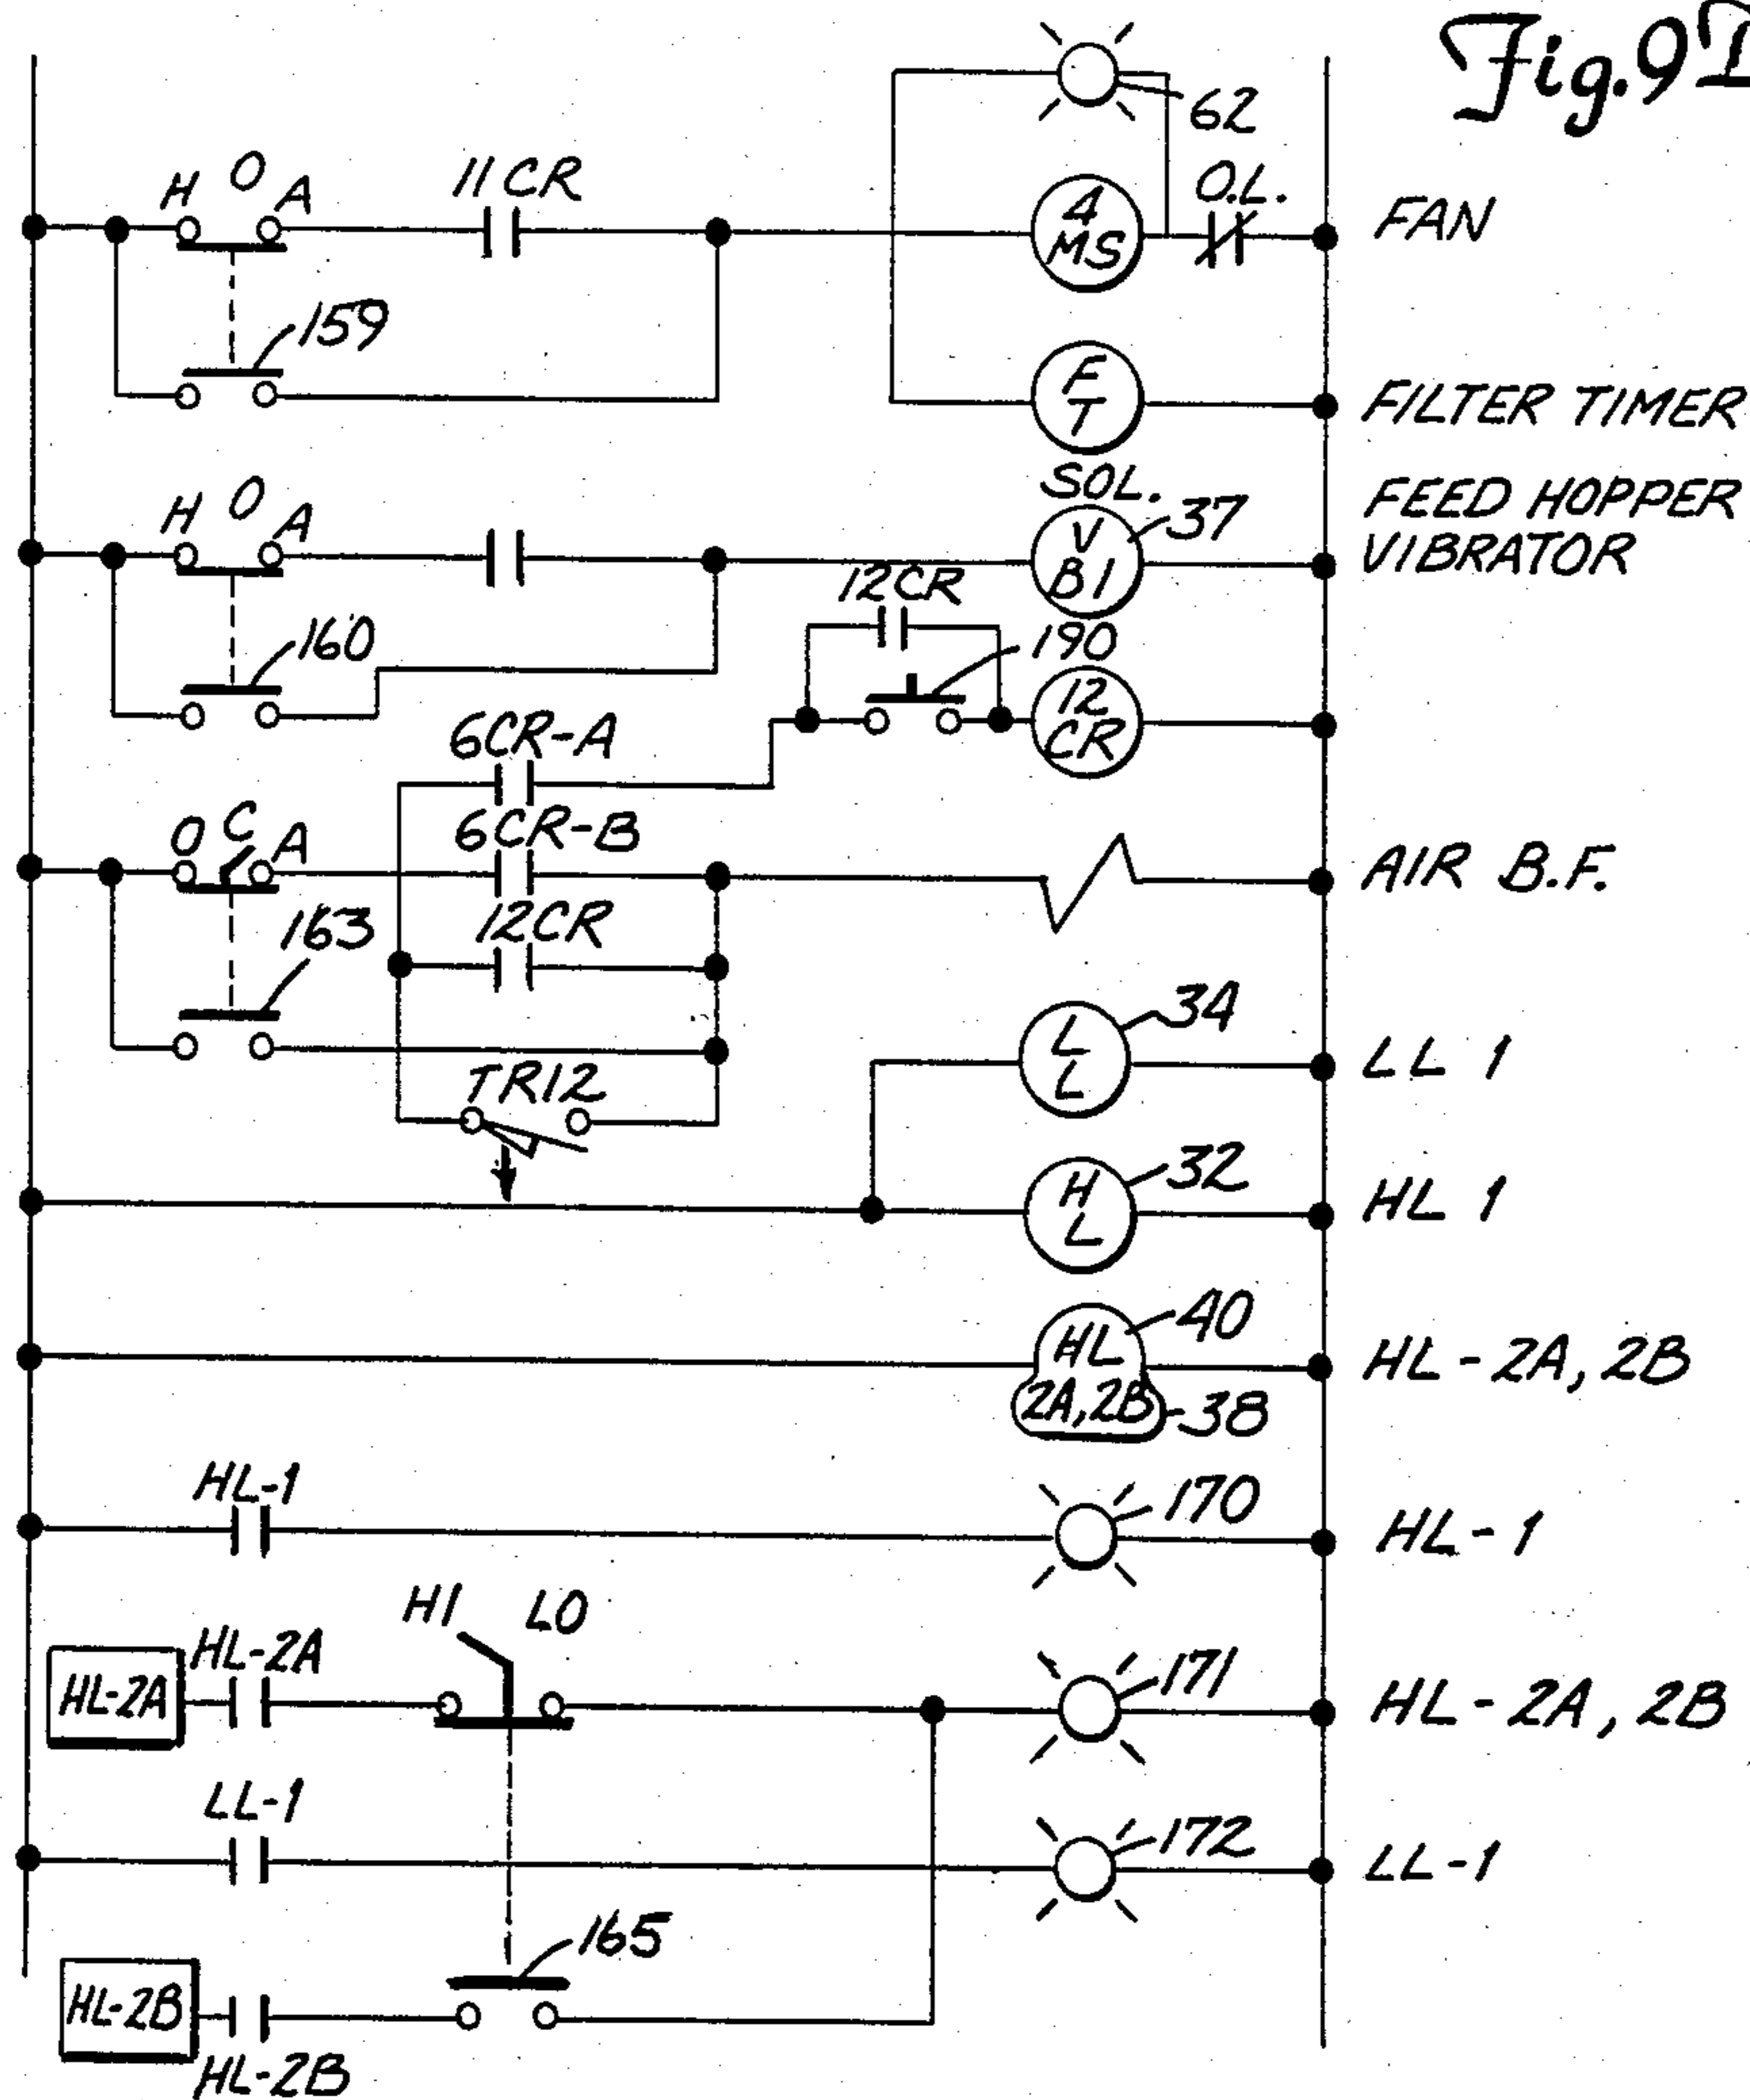 Fig.9D
62
H O A
11CR
4
MS
O.L.
FAN
159
F
T
FILTER TIMER
SOL.
37
FEED HOPPER
VIBRATOR
H O A
V
B1
12CR
160
190
12
CR
6CR-A
6CR-B
O C A
AIR B.F.
163
12CR
34
L
L
LL 1
TR12
32
H
L
HL 1
40
HL
2A,2B
38
HL-2A, 2B
HL-1
170
HL-1
HI LO
HL-2A
HL-2A
171
HL-2A, 2B
LL-1
172
LL-1
165
HL-2B
HL-2B